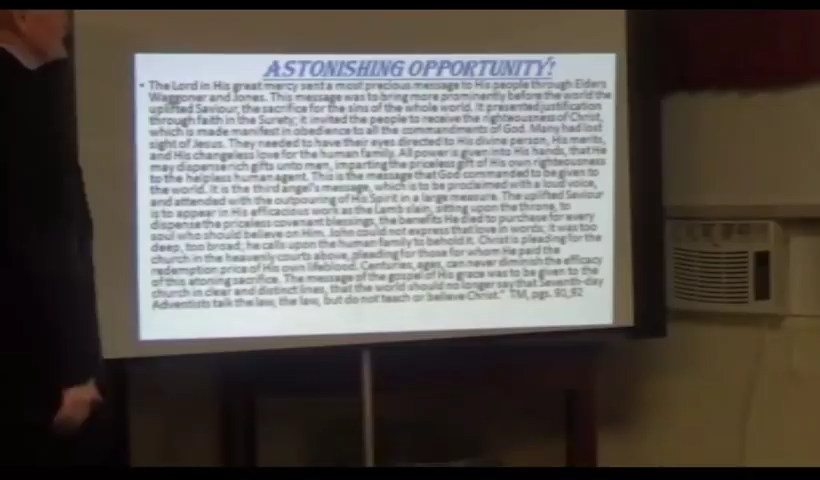 ASTONISHING OPPORTUNITY!
• The Lord in His great mercy sent a most precious message to His people through Elders
Waggoner and Jones. This message was to bring more prominently before the world the
uplifted Saviour, the sacrifice for the sins of the whole world. It presented justification
through faith in the Surety; it invited the people to receive the righteousness of Christ,
which is made manifest in obedience to all the commandments of God. Many had lost
sight of Jesus. They needed to have their eyes directed to His divine person, His merits,
and His changeless love for the human family. All power is given into His hands, that He
may dispense rich gifts unto men, imparting the priceless gift of His own righteousness
to the helpless human agent. This is the message that God commanded to be given to
the world. It is the third angel's message, which is to be proclaimed with a loud voice,
and attended with the outpouring of His Spirit in a large measure. The uplifted Saviour
is to appear in His efficacious work as the Lamb slain, sitting upon the throne, to
dispense the priceless covenant blessings, the benefits He died to purchase for every
soul who should believe on Him. John could not express that love in words; it was too
deep, too broad; he calls upon the human family to behold it. Christ is pleading for the
church in the heavenly courts above, pleading for those for whom He paid the
redemption price of His own lifeblood. Centuries, ages, can never diminish the efficacy
of this atoning sacrifice. The message of the gospel of His grace was to be given to the
church in clear and distinct lines, that the world should no longer say that Seventh-day
Adventists talk the law, the law, but do not teach or believe Christ." TM, pgs. 91,92